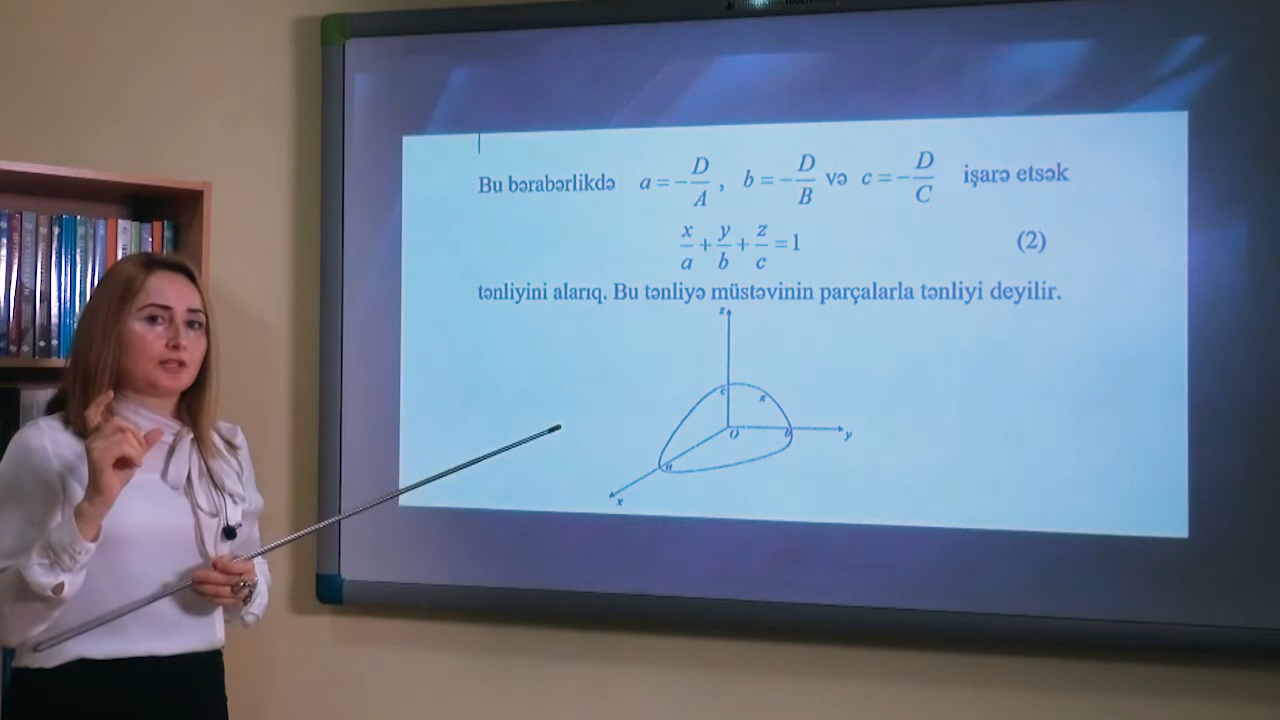 Bu bərabərlikdə a = −D/A , b = −D/B və c = −D/C işarə etsək
x/a + y/b + z/c = 1 (2)
tənliyini alarıq. Bu tənliyə müstəvinin parçalarla tənliyi deyilir.
z
c π
O b y
a
x